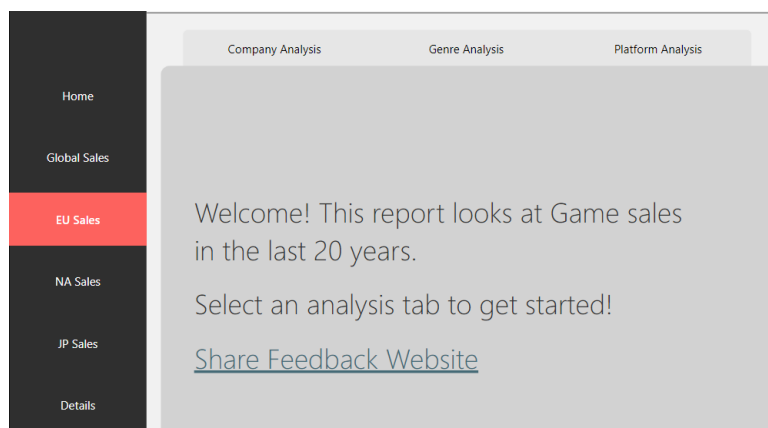 Company Analysis
Genre Analysis
Platform Analysis
Home
Global Sales
EU Sales
NA Sales
JP Sales
Details
Welcome! This report looks at Game sales
in the last 20 years.
Select an analysis tab to get started!
Share Feedback Website